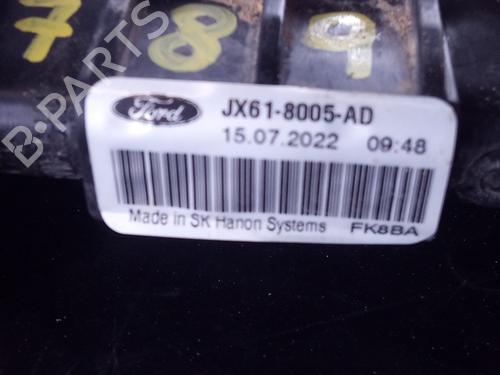 7 8 9
B-PARTS
Ford JX61-8005-AD
15.07.2022 09:48
Made in SK Hanon Systems FK8BA